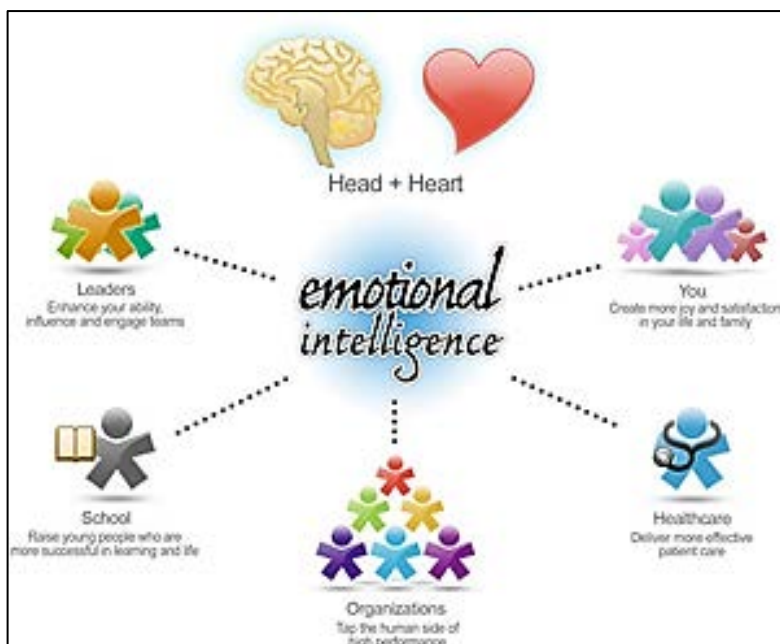 Head + Heart
emotional
intelligence
Leaders
Enhance your ability,
influence and engage teams
You
Create more joy and satisfaction
in your life and family
School
Raise young people who are
more successful in learning and life
Healthcare
Deliver more effective
patient care
Organizations
Tap the human side of
high performance